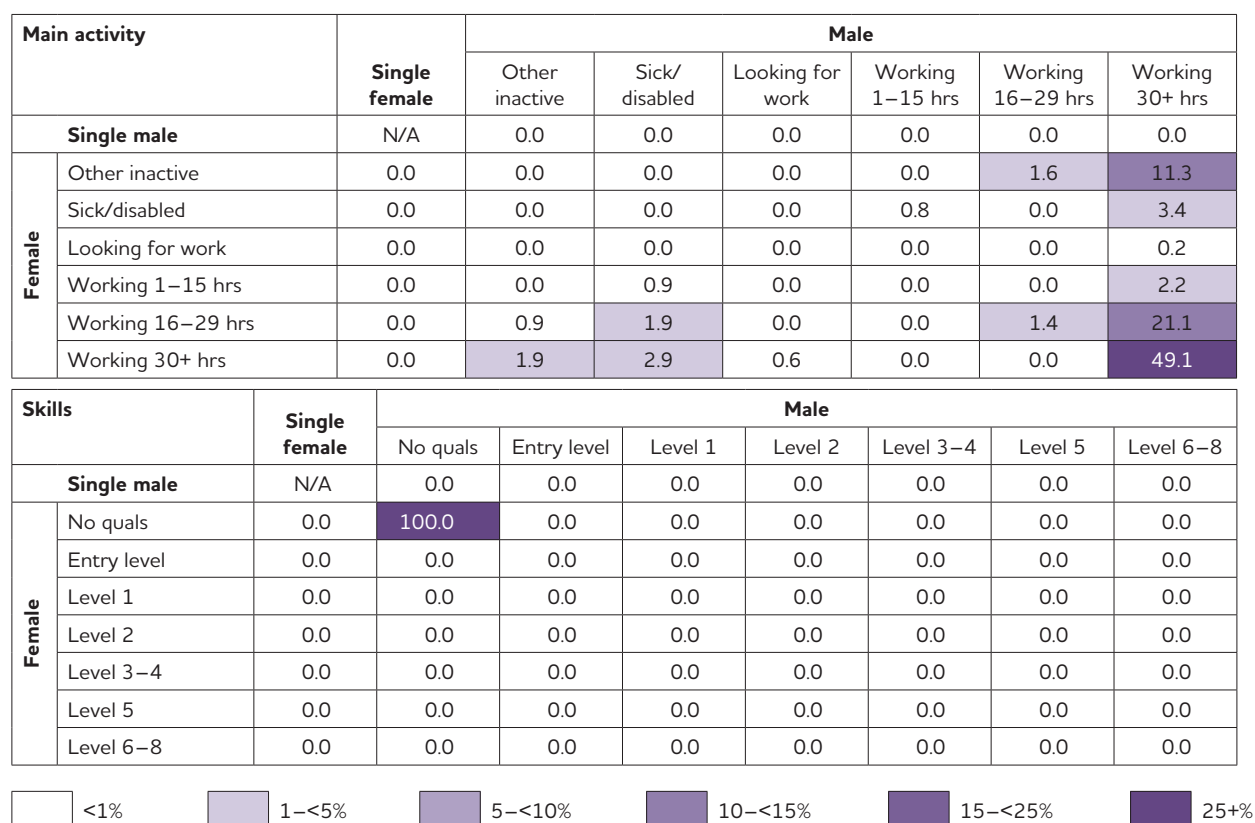 Main activity Single female Male
Other inactive Sick/ disabled Looking for work Working 1–15 hrs Working 16–29 hrs Working 30+ hrs
Single male N/A 0.0 0.0 0.0 0.0 0.0 0.0
Female
Other inactive 0.0 0.0 0.0 0.0 0.0 1.6 11.3
Sick/disabled 0.0 0.0 0.0 0.0 0.8 0.0 3.4
Looking for work 0.0 0.0 0.0 0.0 0.0 0.0 0.2
Working 1–15 hrs 0.0 0.0 0.9 0.0 0.0 0.0 2.2
Working 16–29 hrs 0.0 0.9 1.9 0.0 0.0 1.4 21.1
Working 30+ hrs 0.0 1.9 2.9 0.6 0.0 0.0 49.1
Skills Single female Male
No quals Entry level Level 1 Level 2 Level 3–4 Level 5 Level 6–8
Single male N/A 0.0 0.0 0.0 0.0 0.0 0.0 0.0
Female
No quals 0.0 100.0 0.0 0.0 0.0 0.0 0.0 0.0
Entry level 0.0 0.0 0.0 0.0 0.0 0.0 0.0 0.0
Level 1 0.0 0.0 0.0 0.0 0.0 0.0 0.0 0.0
Level 2 0.0 0.0 0.0 0.0 0.0 0.0 0.0 0.0
Level 3–4 0.0 0.0 0.0 0.0 0.0 0.0 0.0 0.0
Level 5 0.0 0.0 0.0 0.0 0.0 0.0 0.0 0.0
Level 6–8 0.0 0.0 0.0 0.0 0.0 0.0 0.0 0.0
<1% 1–<5% 5–<10% 10–<15% 15–<25% 25+%